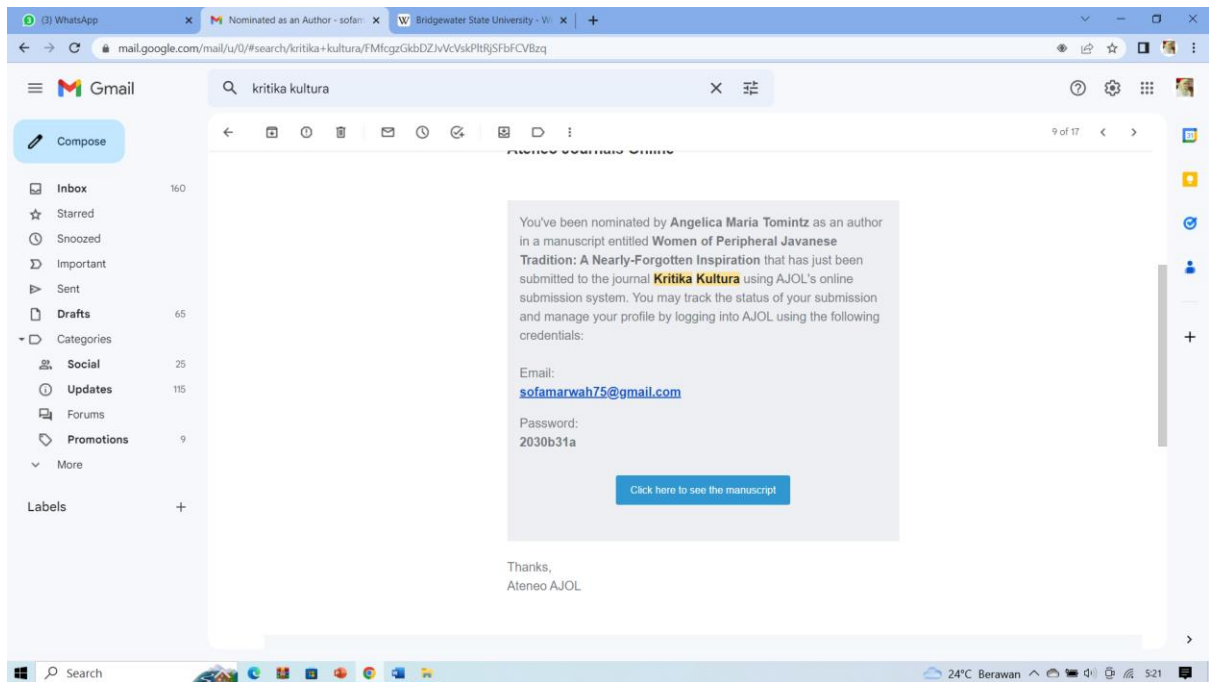 (3) WhatsApp
Nominated as an Author - sofam
Bridgewater State University - Wi
mail.google.com/mail/u/0/#search/kritika+kultura/FMfcgzGkbDZJvVcVskPltRjSFbFCVBzq
Gmail
kritika kultura
Compose
9 of 17
Ateneo Journals Online
Inbox 160
Starred
Snoozed
Important
Sent
Drafts 65
Categories
Social 25
Updates 115
Forums
Promotions 9
More
Labels
You've been nominated by Angelica Maria Tomintz as an author
in a manuscript entitled Women of Peripheral Javanese
Tradition: A Nearly-Forgotten Inspiration that has just been
submitted to the journal Kritika Kultura using AJOL's online
submission system. You may track the status of your submission
and manage your profile by logging into AJOL using the following
credentials:
Email:
sofamarwah75@gmail.com
Password:
2030b31a
Click here to see the manuscript
Thanks,
Ateneo AJOL
Search
24°C Berawan
5:21